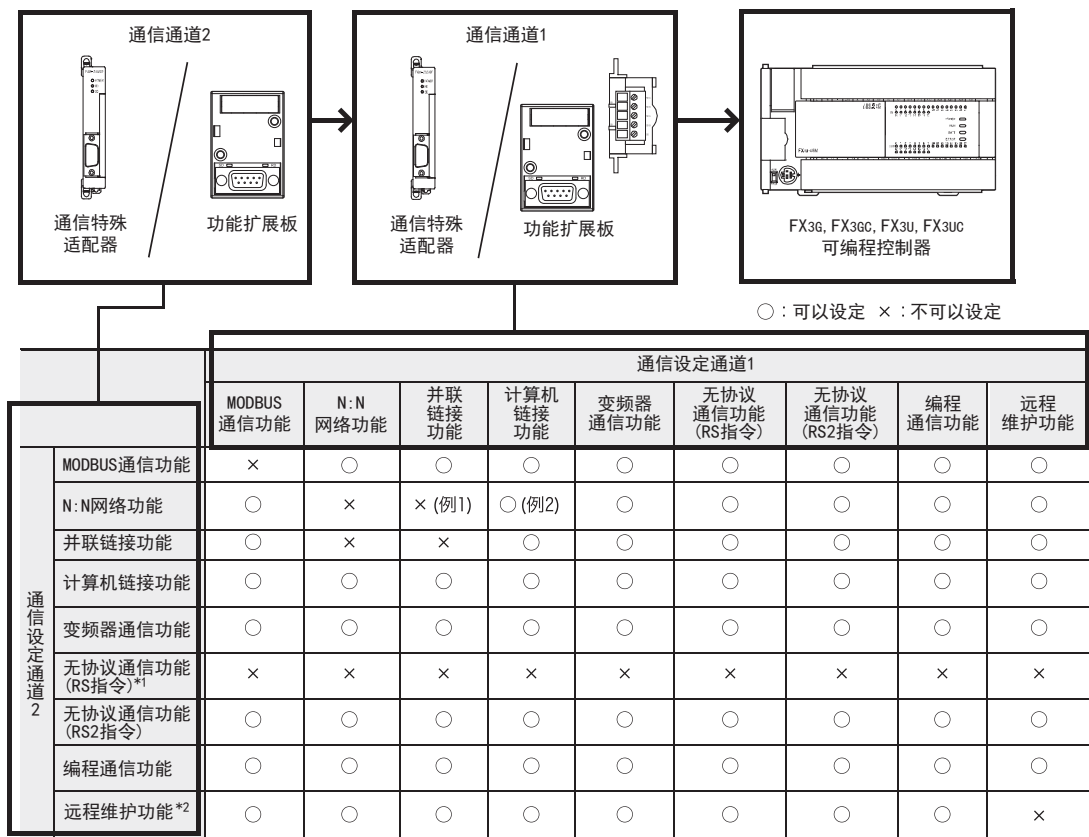 通信通道2
通信通道1
通信特殊
适配器
功能扩展板
通信特殊
适配器
功能扩展板
FX3G, FX3GC, FX3U, FX3UC
可编程控制器
○：可以设定 ×：不可以设定
通信设定通道1
MODBUS
通信功能
N:N
网络功能
并联
链接
功能
计算机
链接
功能
变频器
通信功能
无协议
通信功能
(RS指令)
无协议
通信功能
(RS2指令)
编程
通信功能
远程
维护功能
通信设定通道2
MODBUS通信功能 × ○ ○ ○ ○ ○ ○ ○ ○
N:N网络功能 ○ × ×(例1) ○(例2) ○ ○ ○ ○ ○
并联链接功能 ○ × × ○ ○ ○ ○ ○ ○
计算机链接功能 ○ ○ ○ ○ ○ ○ ○ ○ ○
变频器通信功能 ○ ○ ○ ○ ○ ○ ○ ○ ○
无协议通信功能
(RS指令)*1 × × × × × × × × ×
无协议通信功能
(RS2指令) ○ ○ ○ ○ ○ ○ ○ ○ ○
编程通信功能 ○ ○ ○ ○ ○ ○ ○ ○ ○
远程维护功能*2 ○ ○ ○ ○ ○ ○ ○ ○ ×